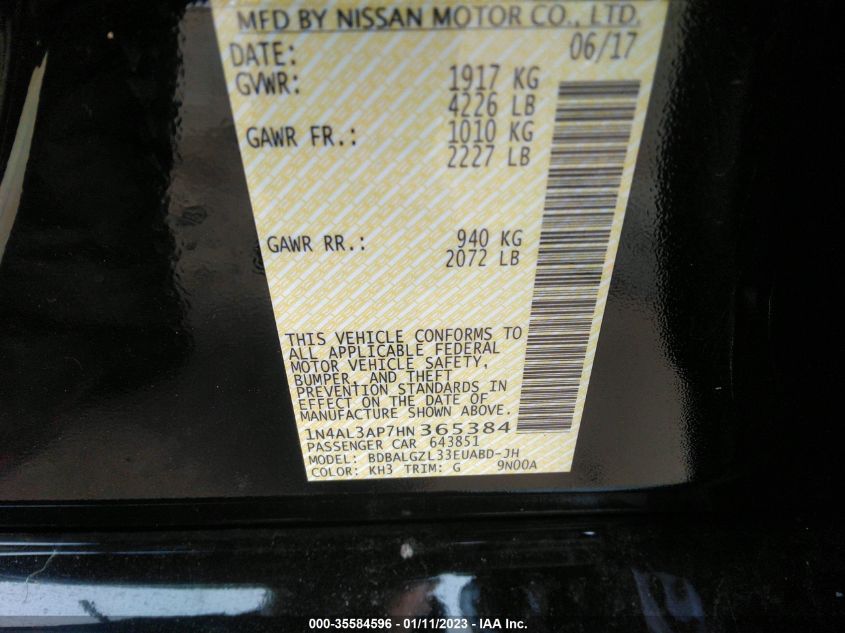 MFD BY NISSAN MOTOR CO., LTD.
DATE: 06/17
GVWR: 1917 KG
4226 LB
GAWR FR.: 1010 KG
2227 LB
GAWR RR.: 940 KG
2072 LB
THIS VEHICLE CONFORMS TO
ALL APPLICABLE FEDERAL
MOTOR VEHICLE SAFETY,
BUMPER, AND THEFT
PREVENTION STANDARDS IN
EFFECT ON THE DATE OF
MANUFACTURE SHOWN ABOVE.
1N4AL3AP7HN365384
PASSENGER CAR 643851
MODEL: BDBALGZL33EUABD-JH
COLOR: KH3 TRIM: G 9N00A
000-35584596 - 01/11/2023 - IAA Inc.